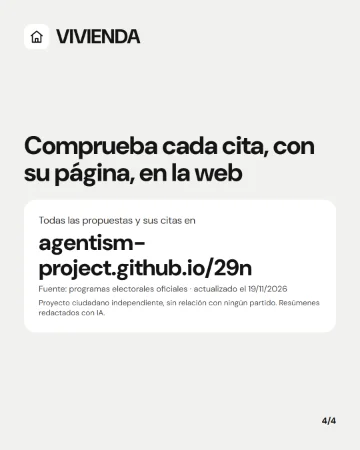 VIVIENDA
Comprueba cada cita, con
su página, en la web
Todas las propuestas y sus citas en
agentism-
project.github.io/29n
Fuente: programas electorales oficiales · actualizado el 19/11/2026
Proyecto ciudadano independiente, sin relación con ningún partido. Resúmenes
redactados con IA.
4/4